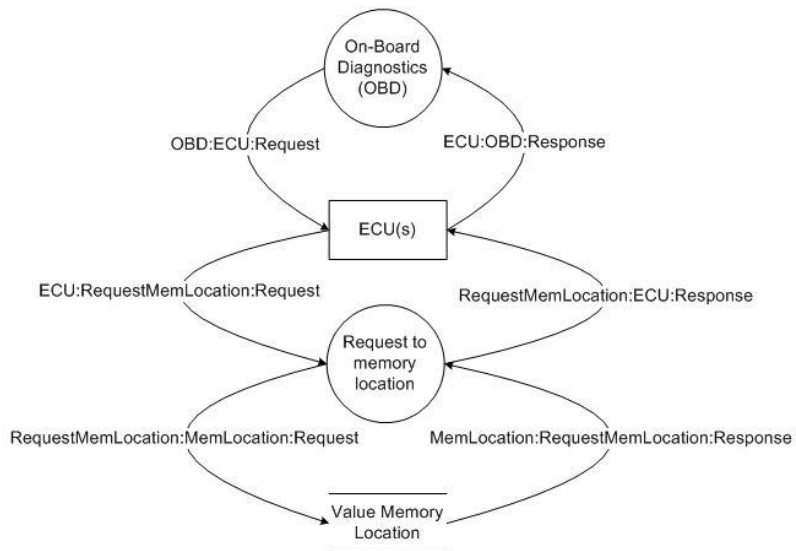 On-Board
Diagnostics
(OBD)
OBD:ECU:Request
ECU:OBD:Response
ECU(s)
ECU:RequestMemLocation:Request
RequestMemLocation:ECU:Response
Request to
memory
location
RequestMemLocation:MemLocation:Request
MemLocation:RequestMemLocation:Response
Value Memory
Location